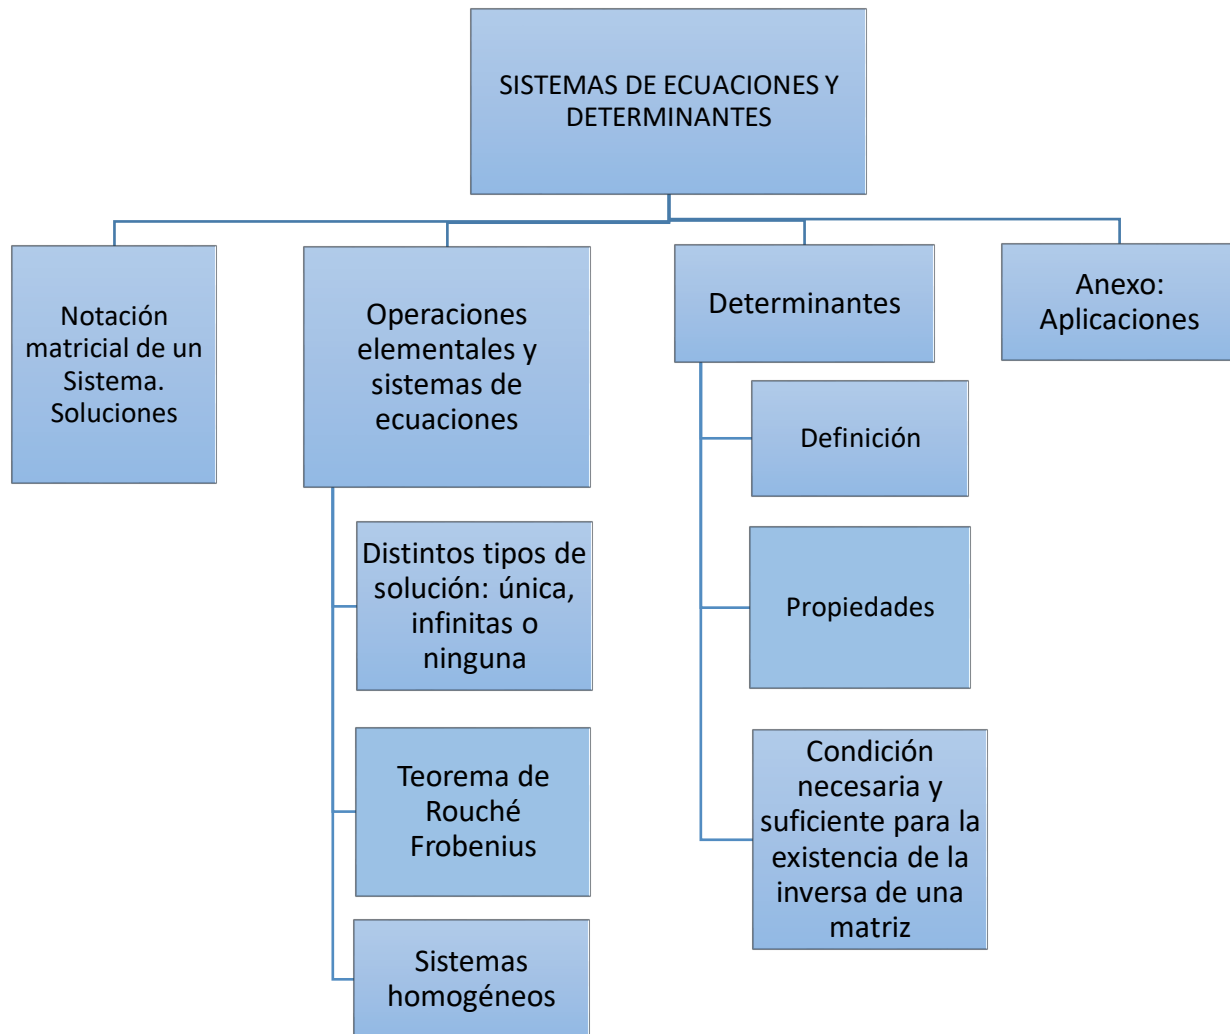 SISTEMAS DE ECUACIONES Y
DETERMINANTES
Notación
matricial de un
Sistema.
Soluciones
Operaciones
elementales y
sistemas de
ecuaciones
Distintos tipos de
solución: única,
infinitas o
ninguna
Teorema de
Rouché
Frobenius
Sistemas
homogéneos
Determinantes
Definición
Propiedades
Condición
necesaria y
suficiente para la
existencia de la
inversa de una
matriz
Anexo:
Aplicaciones